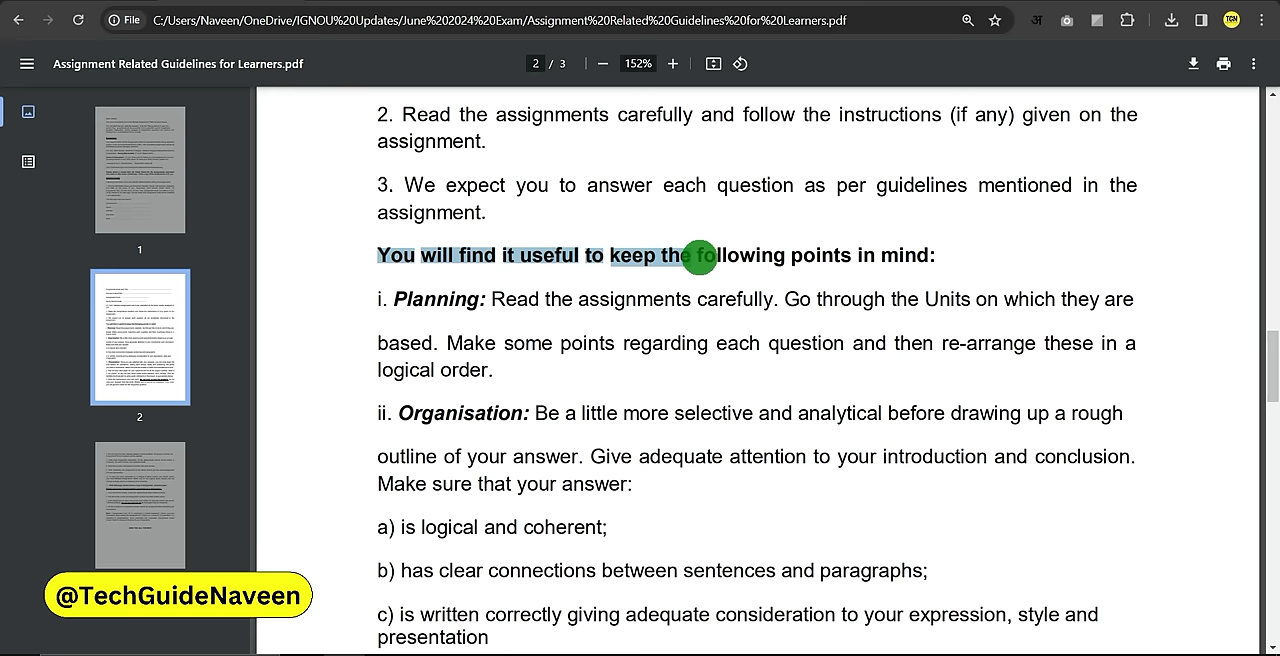 File
C:/Users/Naveen/OneDrive/IGNOU%20Updates/June%202024%20Exam/Assignment%20Related%20Guidelines%20for%20Learners.pdf
अ
TGN
Assignment Related Guidelines for Learners.pdf
2 / 3
152%
1
2
2. Read the assignments carefully and follow the instructions (if any) given on the
assignment.
3. We expect you to answer each question as per guidelines mentioned in the
assignment.
You will find it useful to keep the following points in mind:
i. Planning: Read the assignments carefully. Go through the Units on which they are
based. Make some points regarding each question and then re-arrange these in a
logical order.
ii. Organisation: Be a little more selective and analytical before drawing up a rough
outline of your answer. Give adequate attention to your introduction and conclusion.
Make sure that your answer:
a) is logical and coherent;
b) has clear connections between sentences and paragraphs;
c) is written correctly giving adequate consideration to your expression, style and
presentation
@TechGuideNaveen